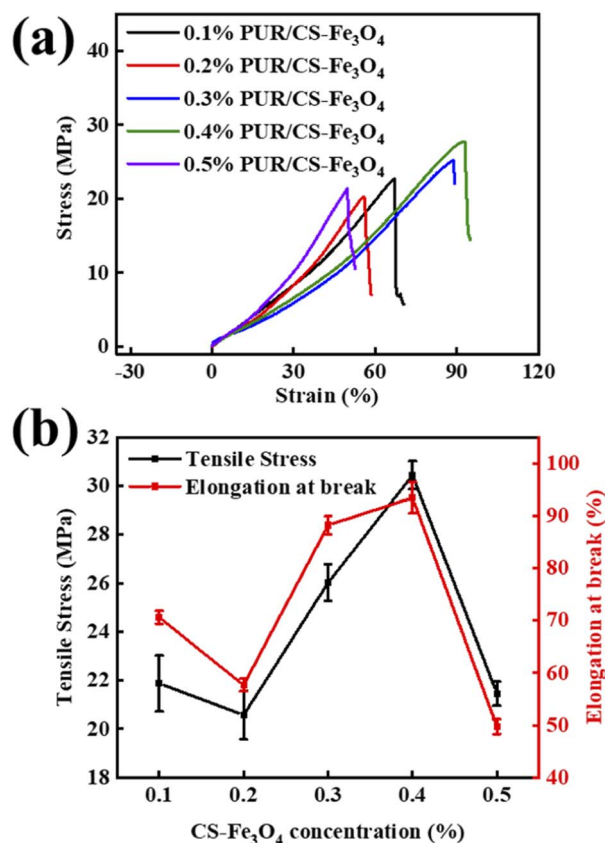 (a)
0.1% PUR/CS-Fe₃O₄
0.2% PUR/CS-Fe₃O₄
0.3% PUR/CS-Fe₃O₄
0.4% PUR/CS-Fe₃O₄
0.5% PUR/CS-Fe₃O₄
Stress (MPa)
40
30
20
10
0
-30 0 30 60 90 120
Strain (%)
(b)
Tensile Stress
Elongation at break
Tensile Stress (MPa)
32
30
28
26
24
22
20
18
100
90
80
70
60
50
40
Elongation at break (%)
0.1 0.2 0.3 0.4 0.5
CS-Fe₃O₄ concentration (%)